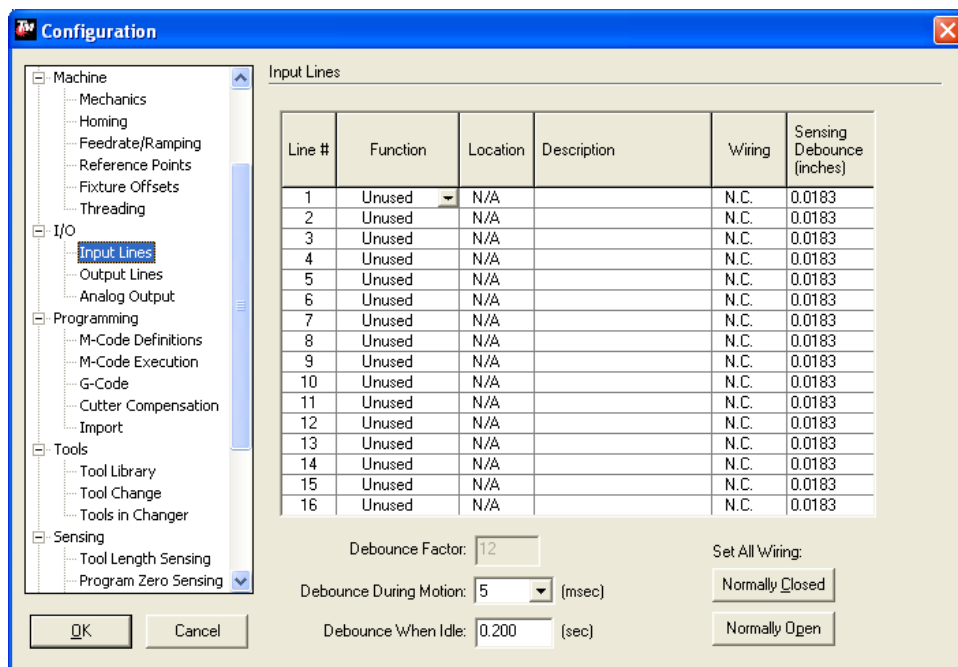 Configuration
Machine
Mechanics
Homing
Feedrate/Ramping
Reference Points
Fixture Offsets
Threading
I/O
Input Lines
Output Lines
Analog Output
Programming
M-Code Definitions
M-Code Execution
G-Code
Cutter Compensation
Import
Tools
Tool Library
Tool Change
Tools in Changer
Sensing
Tool Length Sensing
Program Zero Sensing
OK Cancel
Input Lines
Line # Function Location Description Wiring Sensing Debounce (inches)
1 Unused N/A N.C. 0.0183
2 Unused N/A N.C. 0.0183
3 Unused N/A N.C. 0.0183
4 Unused N/A N.C. 0.0183
5 Unused N/A N.C. 0.0183
6 Unused N/A N.C. 0.0183
7 Unused N/A N.C. 0.0183
8 Unused N/A N.C. 0.0183
9 Unused N/A N.C. 0.0183
10 Unused N/A N.C. 0.0183
11 Unused N/A N.C. 0.0183
12 Unused N/A N.C. 0.0183
13 Unused N/A N.C. 0.0183
14 Unused N/A N.C. 0.0183
15 Unused N/A N.C. 0.0183
16 Unused N/A N.C. 0.0183
Debounce Factor: 12
Debounce During Motion: 5 (msec)
Debounce When Idle: 0.200 (sec)
Set All Wiring:
Normally Closed
Normally Open